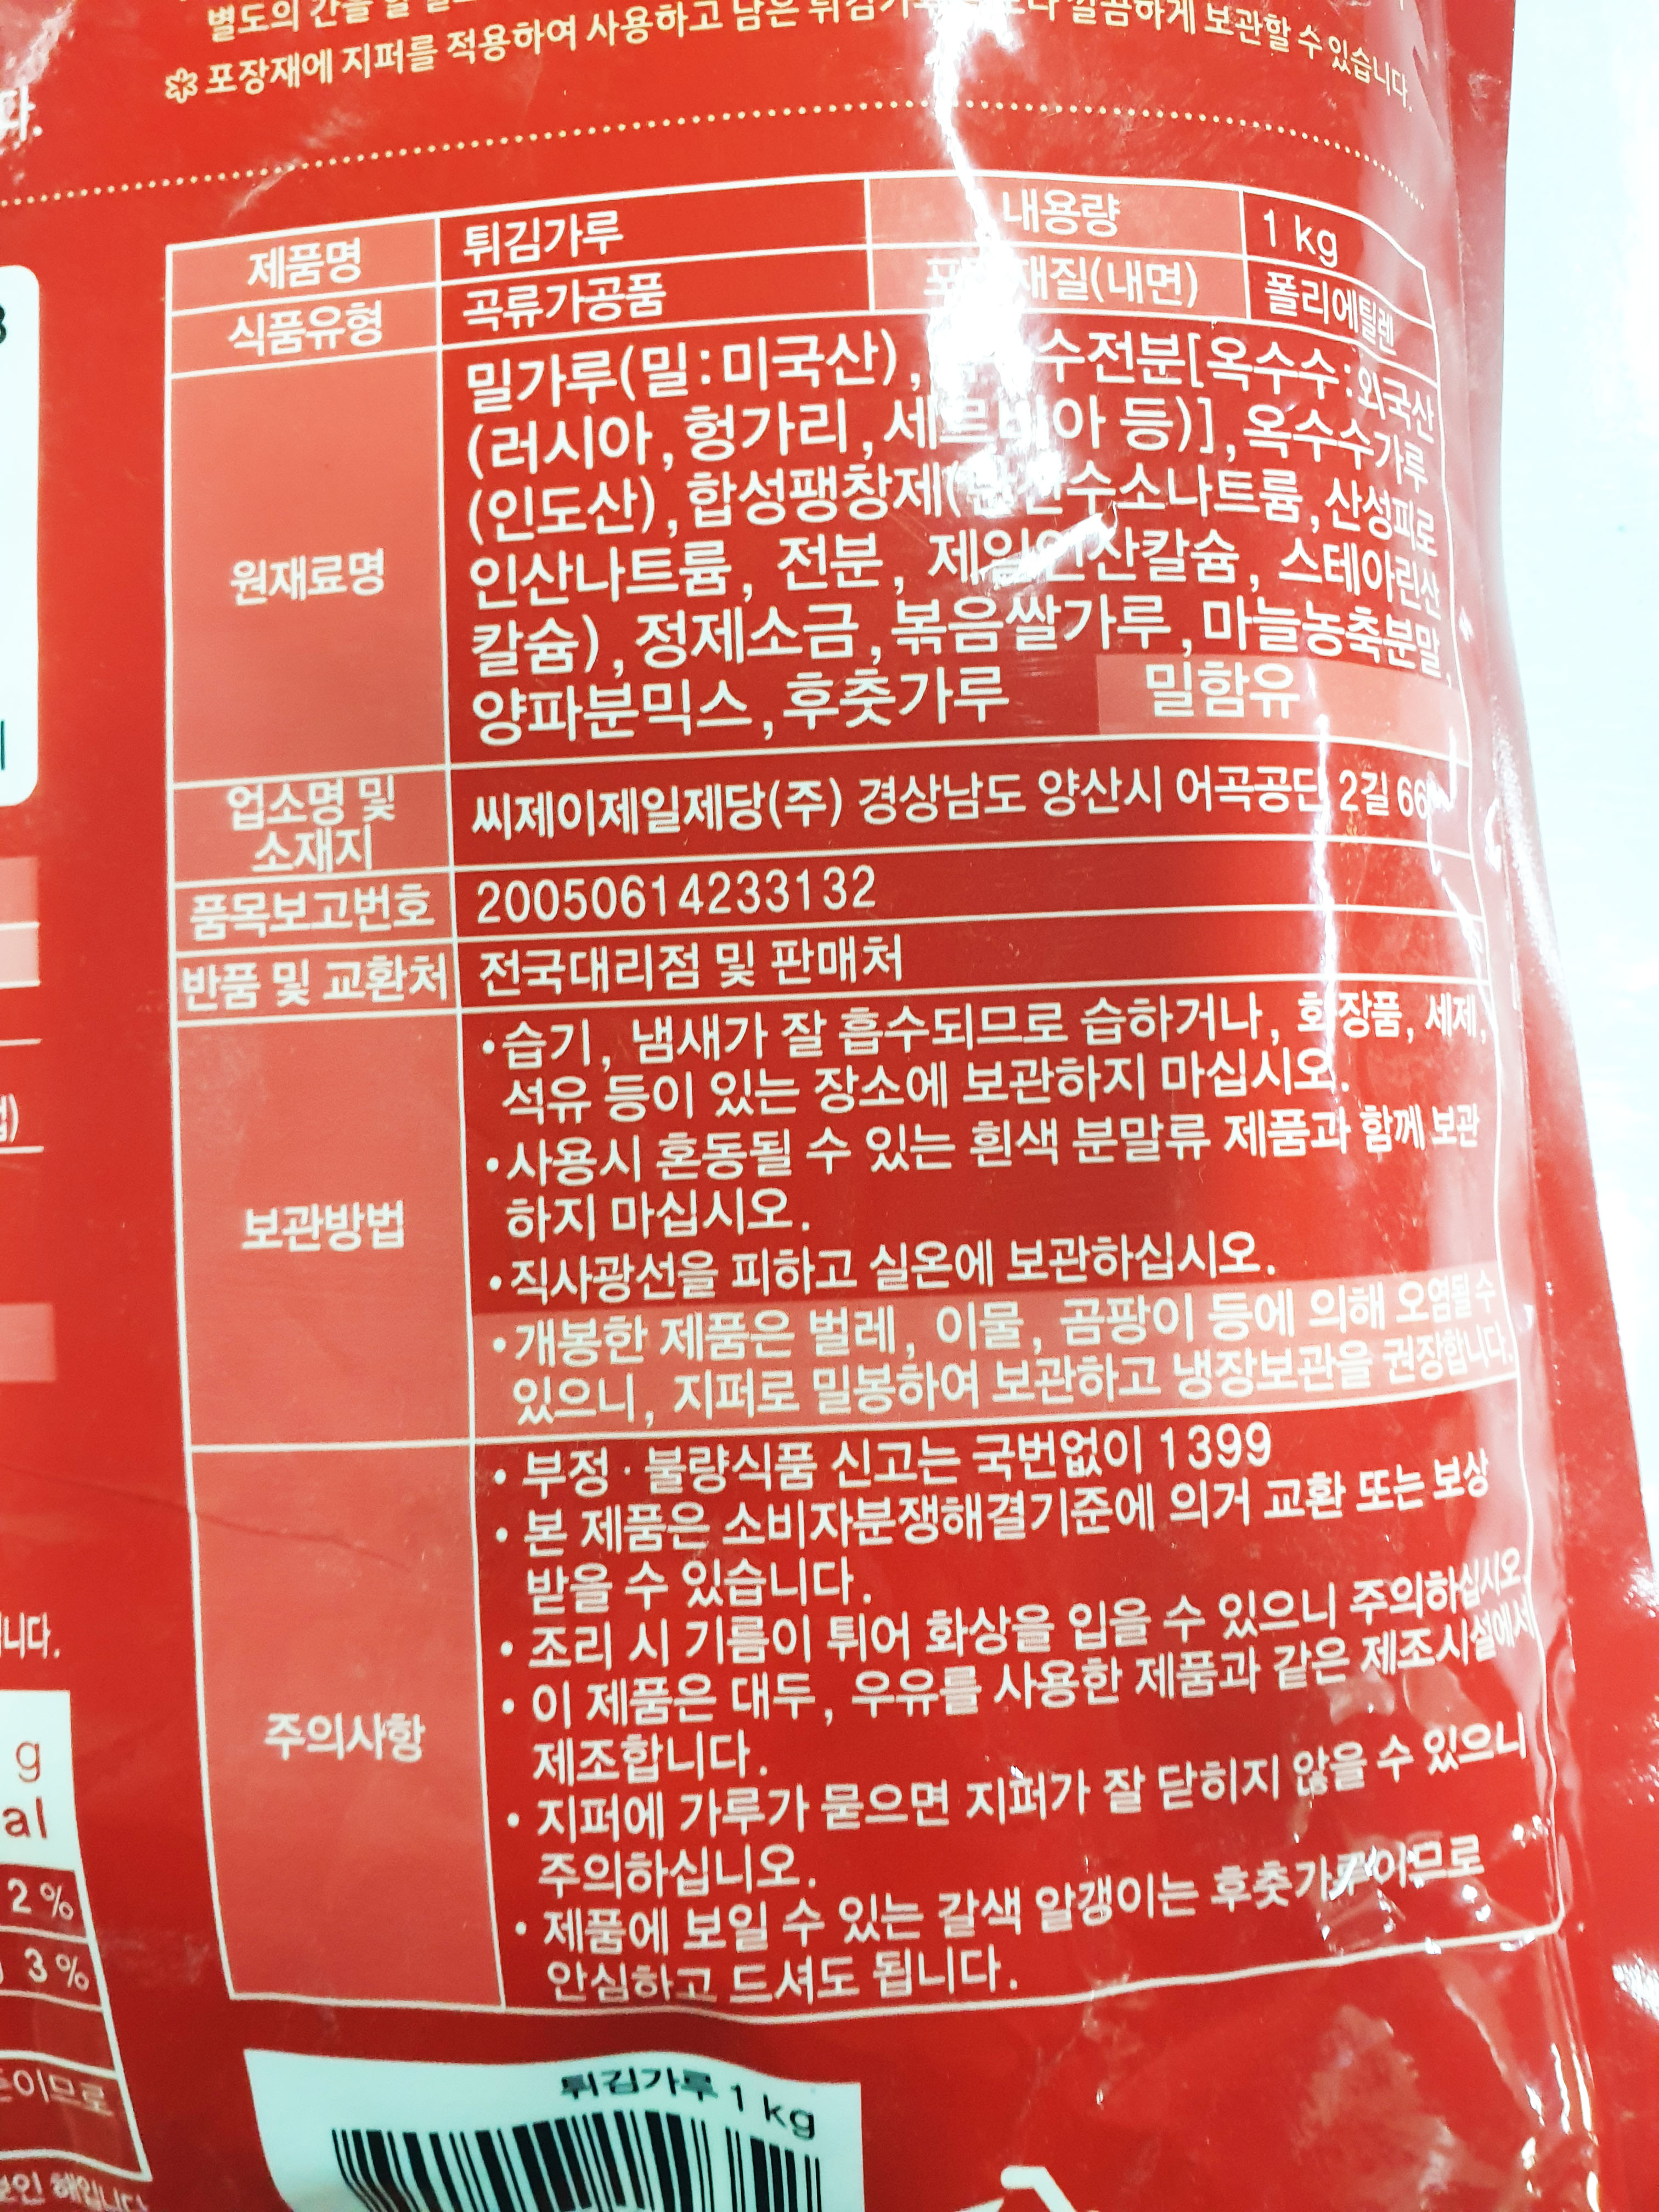 별도의 간을
포장재에 지퍼를 적용하여 사용하고 남은 깔끔하게 보관할 수 있습니다.
다.
제품명 튀김가루 내용량 1 kg
식품유형 곡류가공품 재질(내면) 폴리에틸렌
원재료명
밀가루(밀:미국산), 수전분[옥수수:외국산
(러시아, 헝가리, 세르비아 등)], 옥수수가루
(인도산), 합성팽창제( 수소나트륨, 산성피로
인산나트륨, 전분, 제일인산칼슘, 스테아린산
칼슘), 정제소금, 볶음쌀가루, 마늘농축분말,
양파분믹스, 후춧가루 밀함유
업소명 및
소재지
씨제이제일제당(주) 경상남도 양산시 어곡공단 2길 66
품목보고번호 20050614233132
반품 및 교환처 전국대리점 및 판매처
보관방법
•습기, 냄새가 잘 흡수되므로 습하거나, 화장품, 세제,
석유 등이 있는 장소에 보관하지 마십시오.
•사용시 혼동될 수 있는 흰색 분말류 제품과 함께 보관
하지 마십시오.
•직사광선을 피하고 실온에 보관하십시오.
•개봉한 제품은 벌레, 이물, 곰팡이 등에 의해 오염될 수
있으니, 지퍼로 밀봉하여 보관하고 냉장보관을 권장합니다.
주의사항
• 부정 · 불량식품 신고는 국번없이 1399
• 본 제품은 소비자분쟁해결기준에 의거 교환 또는 보상
받을 수 있습니다.
• 조리 시 기름이 튀어 화상을 입을 수 있으니 주의하십시오.
• 이 제품은 대두, 우유를 사용한 제품과 같은 제조시설에서
제조합니다.
• 지퍼에 가루가 묻으면 지퍼가 잘 닫히지 않을 수 있으니
주의하십니오.
• 제품에 보일 수 있는 갈색 알갱이는 후춧가루이므로
안심하고 드셔도 됩니다.
튀김가루 1 kg
니다.
g
al
2 %
3 %
이므로